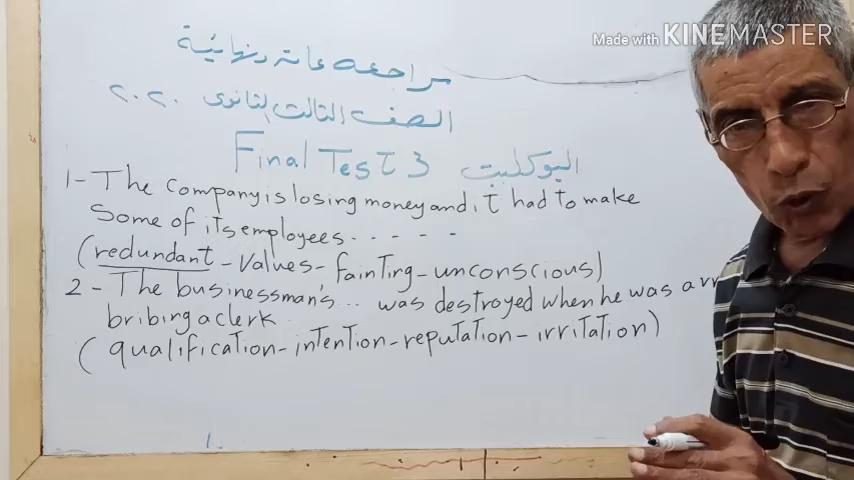 Made with KINEMASTER
مراجعه عامة ونهائية
الصف الثالث الثانوى ٢٠٢٠
Final Test 3 البوكليت
1- The company is losing money and it had to make
some of its employees . . . . .
(redundant - values - fainting - unconscious)
2 - The businessman's ... was destroyed when he was arr
bribing a clerk
( qualification - intention - reputation - irritation )